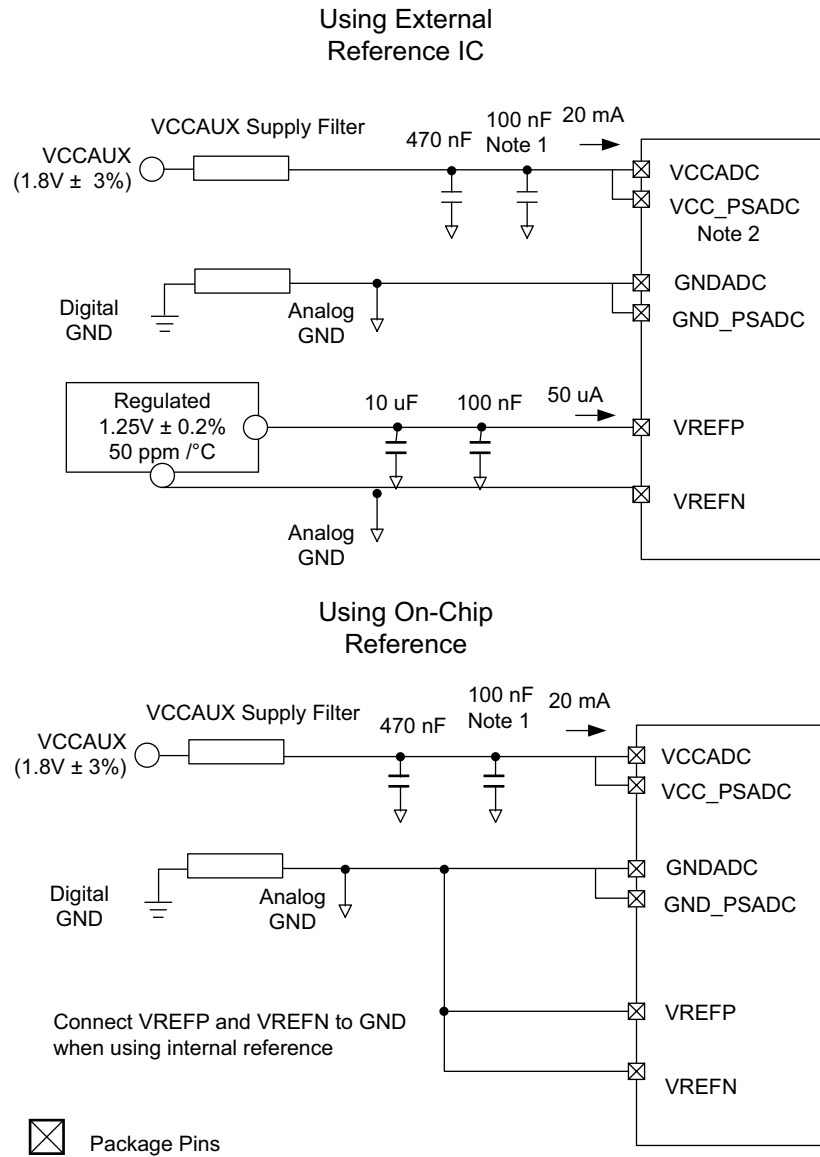 Using External
Reference IC
VCCAUX Supply Filter
470 nF
100 nF
Note 1
20 mA
VCCAUX
(1.8V ± 3%)
VCCADC
VCC_PSADC
Note 2
GNDADC
GND_PSADC
Digital
GND
Analog
GND
Regulated
1.25V ± 0.2%
50 ppm /°C
10 uF
100 nF
50 uA
VREFP
VREFN
Analog
GND
Using On-Chip
Reference
VCCAUX Supply Filter
470 nF
100 nF
Note 1
20 mA
VCCAUX
(1.8V ± 3%)
VCCADC
VCC_PSADC
GNDADC
GND_PSADC
Digital
GND
Analog
GND
Connect VREFP and VREFN to GND
when using internal reference
VREFP
VREFN
Package Pins